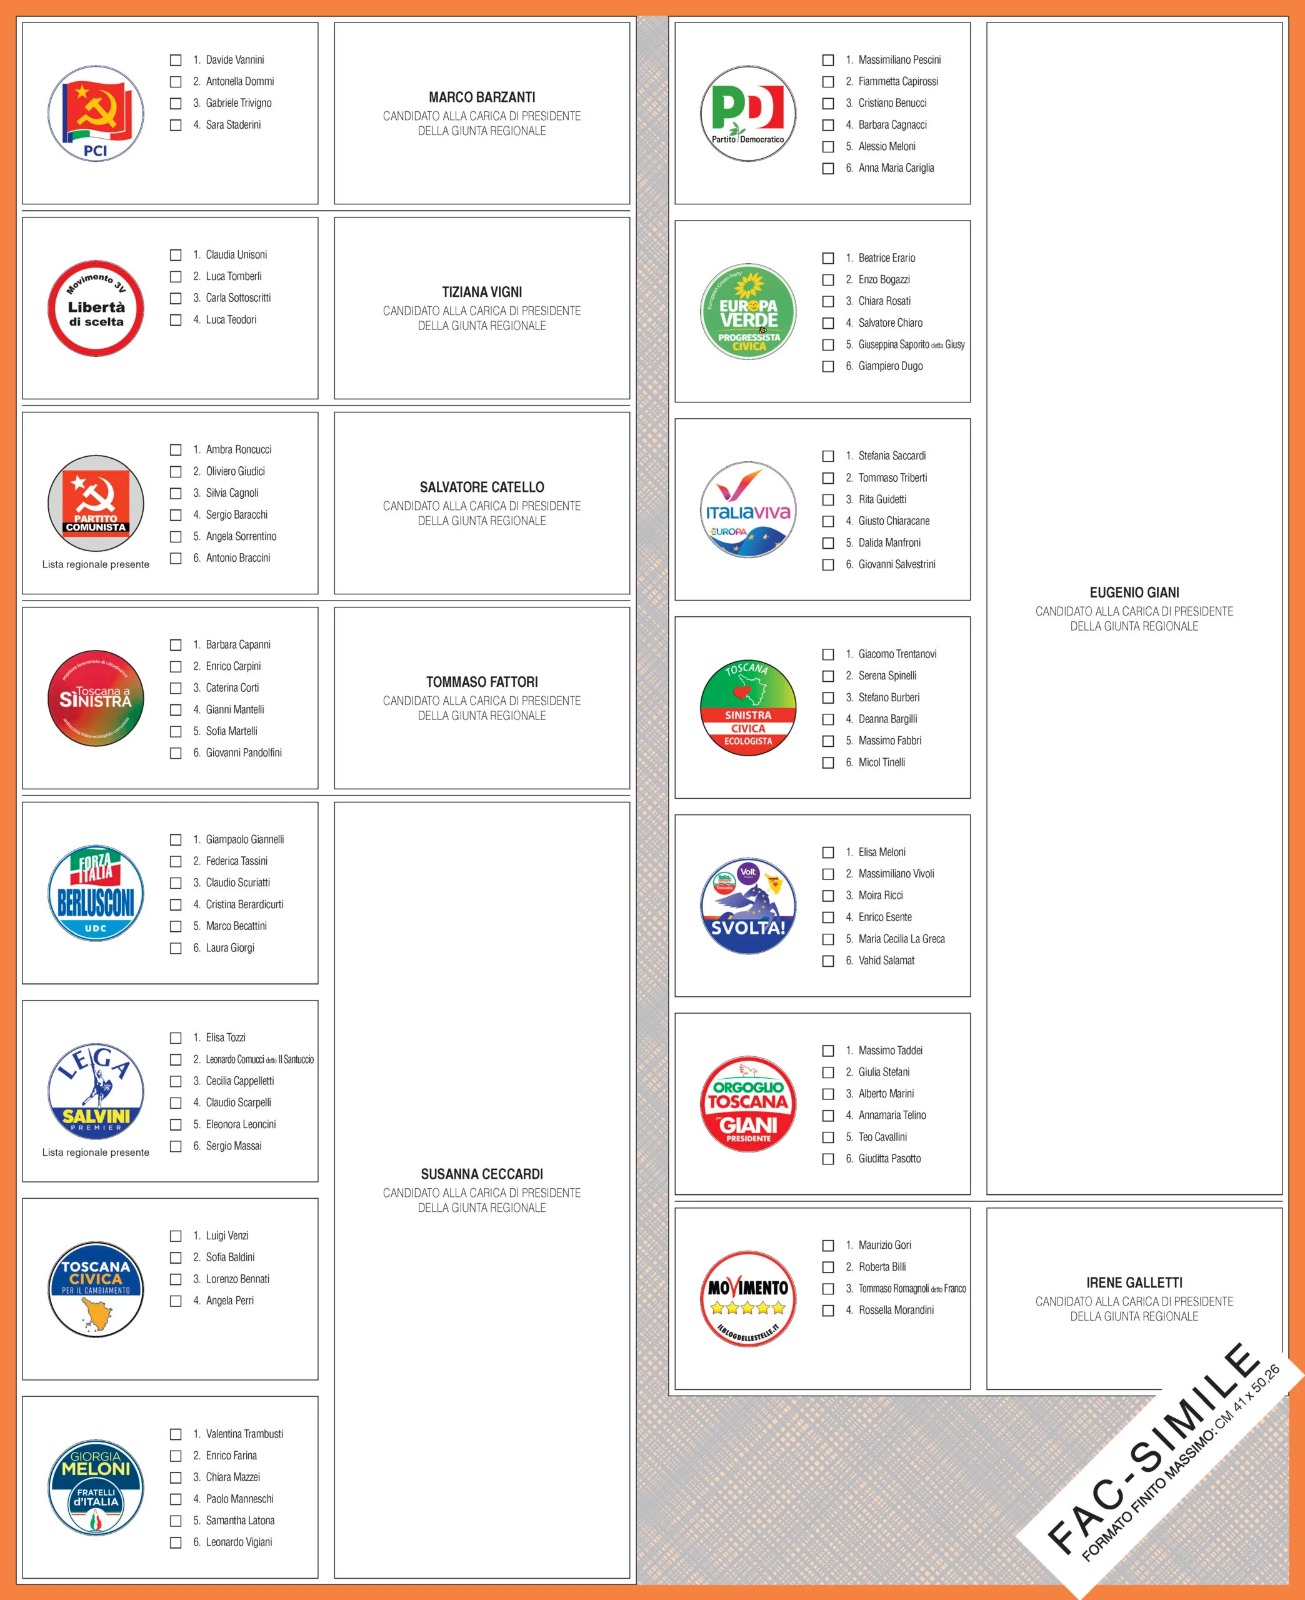 PCI
1. Davide Vannini
2. Antonella Dommi
3. Gabriele Trivigno
4. Sara Staderini
MARCO BARZANTI
CANDIDATO ALLA CARICA DI PRESIDENTE
DELLA GIUNTA REGIONALE
Movimento 3V
Libertà
di scelta
1. Claudia Unisoni
2. Luca Tomberli
3. Carla Sottoscritti
4. Luca Teodori
TIZIANA VIGNI
CANDIDATO ALLA CARICA DI PRESIDENTE
DELLA GIUNTA REGIONALE
PARTITO
COMUNISTA
Lista regionale presente
1. Ambra Roncucci
2. Oliviero Giudici
3. Silvia Cagnoli
4. Sergio Baracchi
5. Angela Sorrentino
6. Antonio Braccini
SALVATORE CATELLO
CANDIDATO ALLA CARICA DI PRESIDENTE
DELLA GIUNTA REGIONALE
Toscana a
SÌNISTRA
1. Barbara Capanni
2. Enrico Carpini
3. Caterina Corti
4. Gianni Mantelli
5. Sofia Martelli
6. Giovanni Pandolfini
TOMMASO FATTORI
CANDIDATO ALLA CARICA DI PRESIDENTE
DELLA GIUNTA REGIONALE
FORZA
ITALIA
BERLUSCONI
UDC
1. Giampaolo Giannelli
2. Federica Tassini
3. Claudio Scuriatti
4. Cristina Berardicurti
5. Marco Becattini
6. Laura Giorgi
LEGA
SALVINI
PREMIER
Lista regionale presente
1. Elisa Tozzi
2. Leonardo Comucci detto Il Santuccio
3. Cecilia Cappelletti
4. Claudio Scarpelli
5. Eleonora Leoncini
6. Sergio Massai
TOSCANA
CIVICA
PER IL CAMBIAMENTO
1. Luigi Venzi
2. Sofia Baldini
3. Lorenzo Bennati
4. Angela Perri
GIORGIA
MELONI
FRATELLI
d'ITALIA
1. Valentina Trambusti
2. Enrico Farina
3. Chiara Mazzei
4. Paolo Manneschi
5. Samantha Latona
6. Leonardo Vigiani
SUSANNA CECCARDI
CANDIDATO ALLA CARICA DI PRESIDENTE
DELLA GIUNTA REGIONALE
PD
Partito Democratico
1. Massimiliano Pescini
2. Fiammetta Capirossi
3. Cristiano Benucci
4. Barbara Cagnacci
5. Alessio Meloni
6. Anna Maria Cariglia
European Green Party
EUROPA
VERDE
PROGRESSISTA
CIVICA
1. Beatrice Erario
2. Enzo Bogazzi
3. Chiara Rosati
4. Salvatore Chiaro
5. Giuseppina Saporito detta Giusy
6. Giampiero Dugo
ITALIAVIVA
+EUROPA
1. Stefania Saccardi
2. Tommaso Triberti
3. Rita Guidetti
4. Giusto Chiaracane
5. Dalida Manfroni
6. Giovanni Salvestrini
TOSCANA
SINISTRA
CIVICA
ECOLOGISTA
1. Giacomo Trentanovi
2. Serena Spinelli
3. Stefano Burberi
4. Deanna Bargilli
5. Massimo Fabbri
6. Micol Tinelli
Volt
SVOLTA!
1. Elisa Meloni
2. Massimiliano Vivoli
3. Moira Ricci
4. Enrico Esente
5. Maria Cecilia La Greca
6. Vahid Salamat
ORGOGLIO
TOSCANA
per
GIANI
PRESIDENTE
1. Massimo Taddei
2. Giulia Stefani
3. Alberto Marini
4. Annamaria Telino
5. Teo Cavallini
6. Giuditta Pasotto
EUGENIO GIANI
CANDIDATO ALLA CARICA DI PRESIDENTE
DELLA GIUNTA REGIONALE
MOVIMENTO
ILBLOGDELLESTELLE.IT
1. Maurizio Gori
2. Roberta Billi
3. Tommaso Romagnoli detto Franco
4. Rossella Morandini
IRENE GALLETTI
CANDIDATO ALLA CARICA DI PRESIDENTE
DELLA GIUNTA REGIONALE
FAC-SIMILE
FORMATO FINITO MASSIMO: CM 41 x 50,26